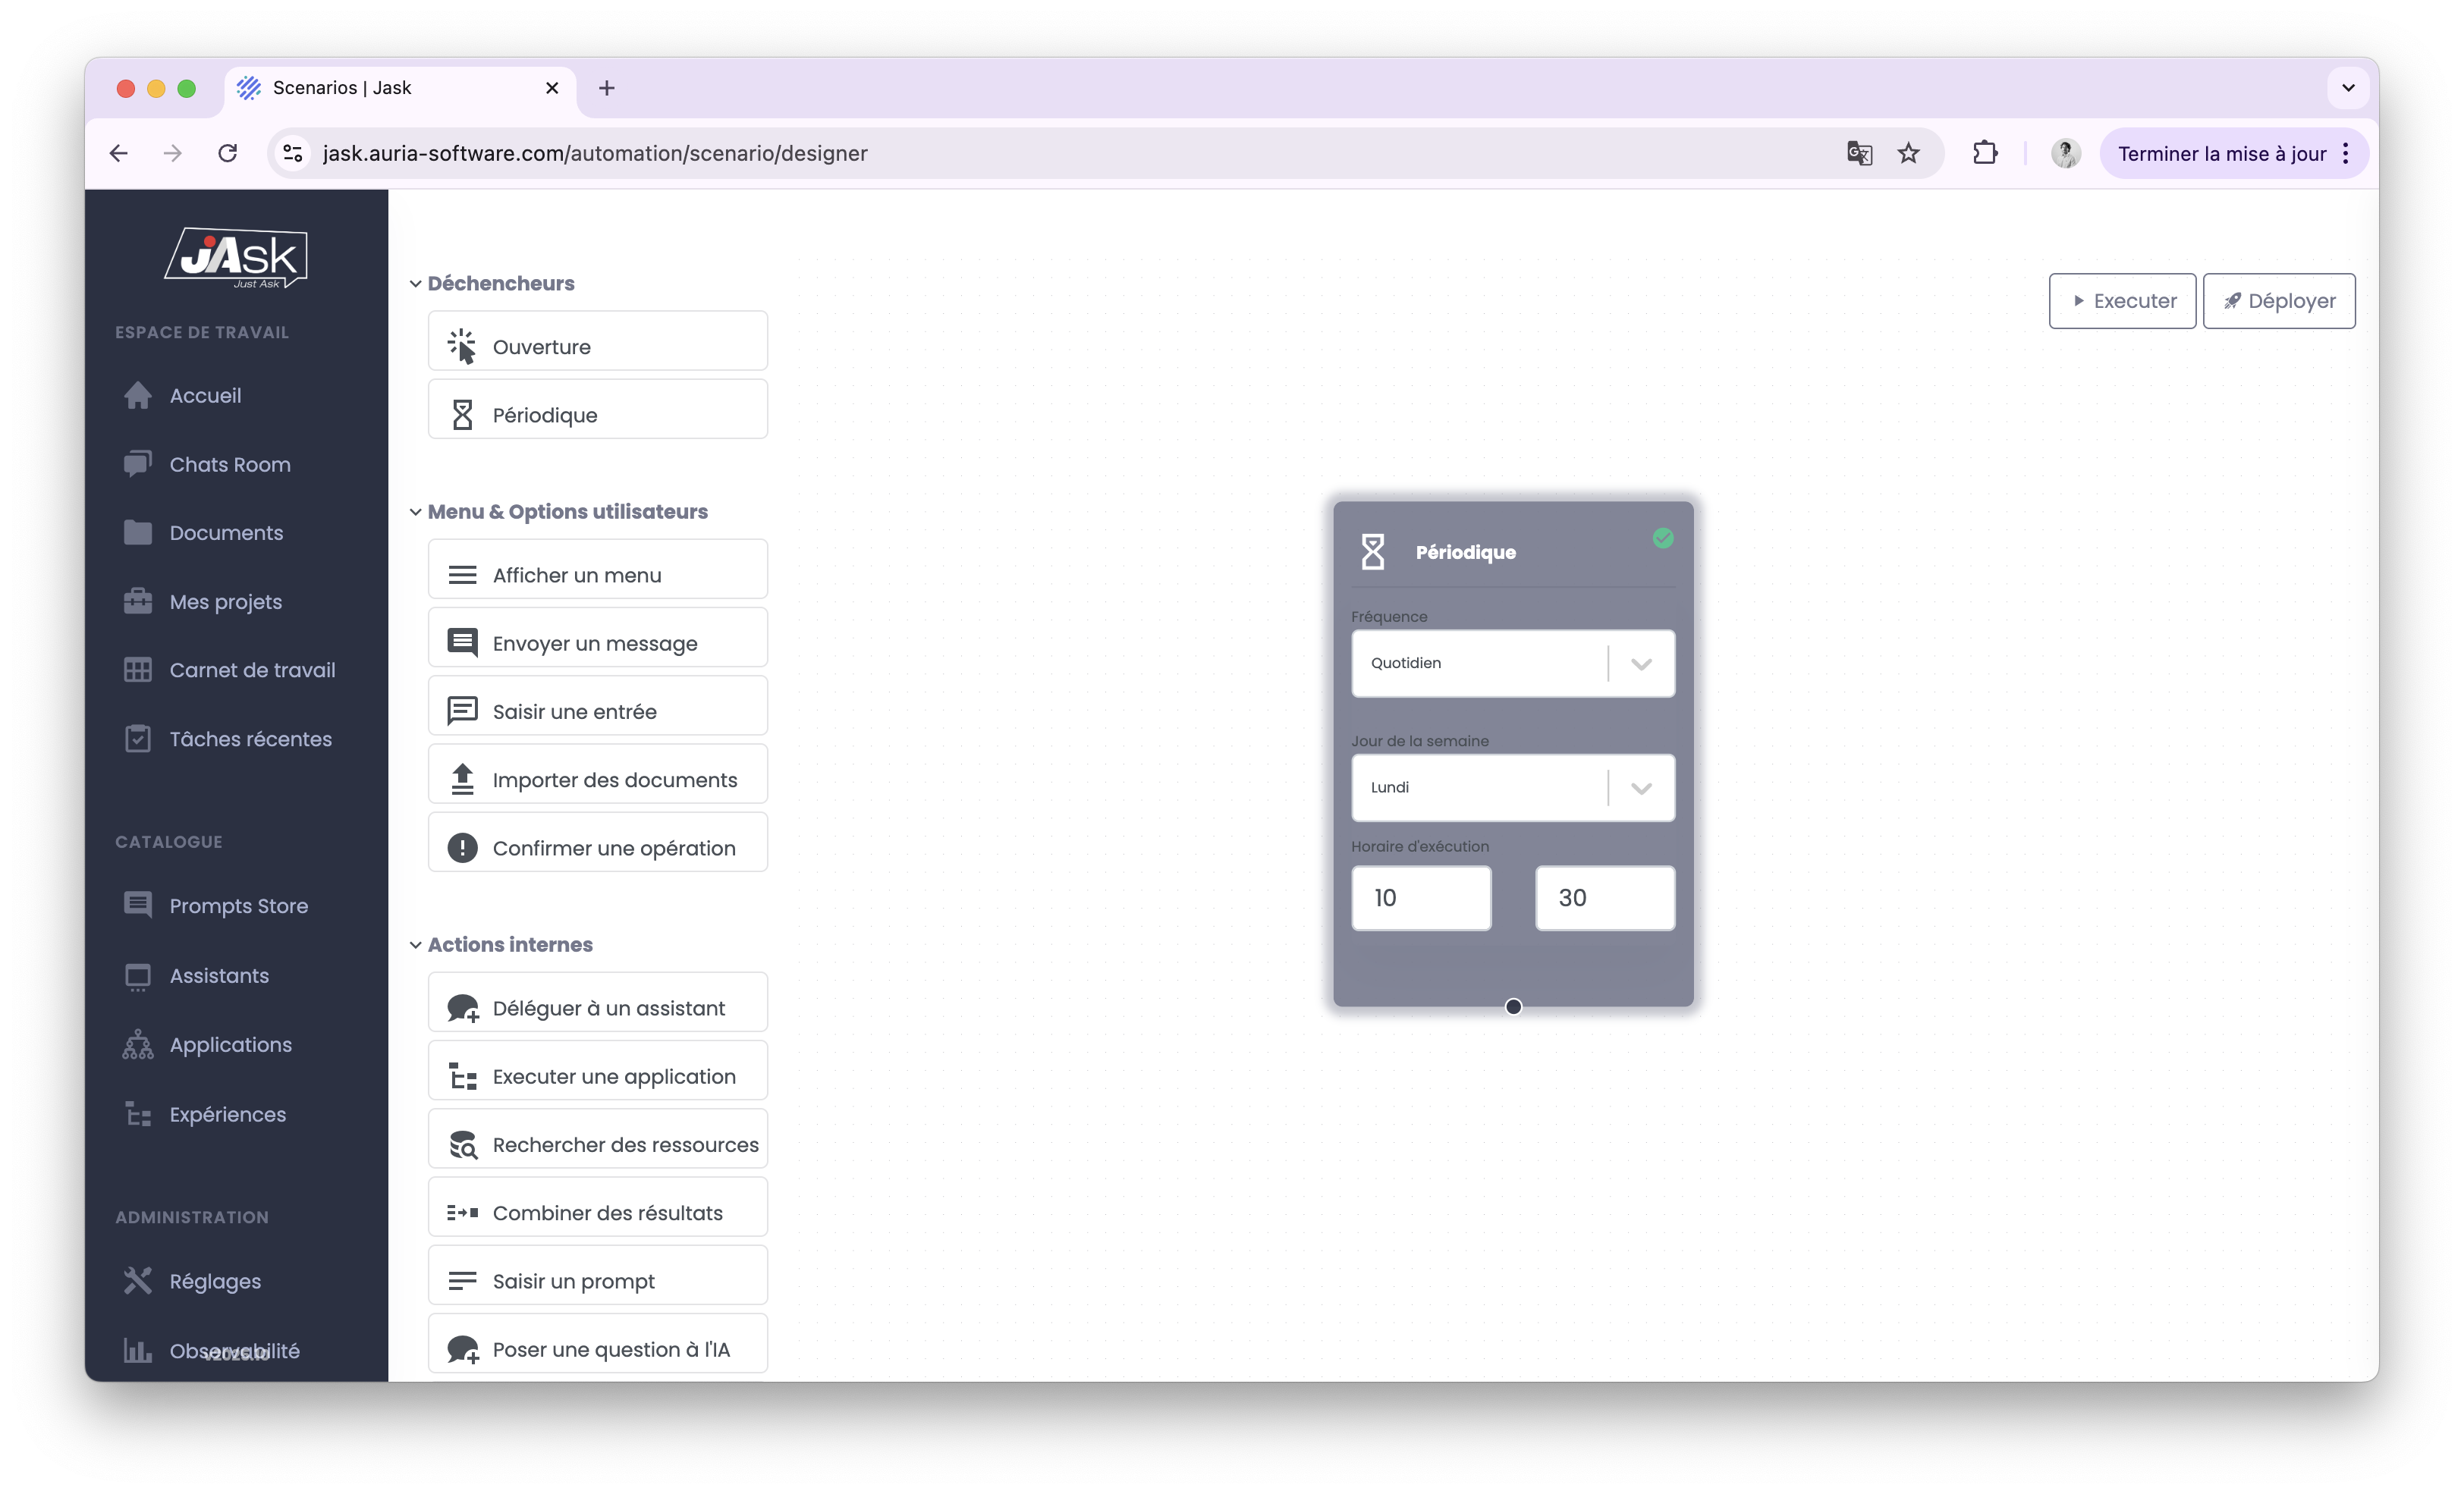 Scenarios | Jask
jask.auria-software.com/automation/scenario/designer
Terminer la mise à jour
jAsk
Just Ask
ESPACE DE TRAVAIL
Accueil
Chats Room
Documents
Mes projets
Carnet de travail
Tâches récentes
CATALOGUE
Prompts Store
Assistants
Applications
Expériences
ADMINISTRATION
Réglages
Observabilité
Déchencheurs
Ouverture
Périodique
Menu & Options utilisateurs
Afficher un menu
Envoyer un message
Saisir une entrée
Importer des documents
Confirmer une opération
Actions internes
Déléguer à un assistant
Executer une application
Rechercher des ressources
Combiner des résultats
Saisir un prompt
Poser une question à l'IA
Executer
Déployer
Périodique
Fréquence
Quotidien
Jour de la semaine
Lundi
Horaire d'exécution
10 30